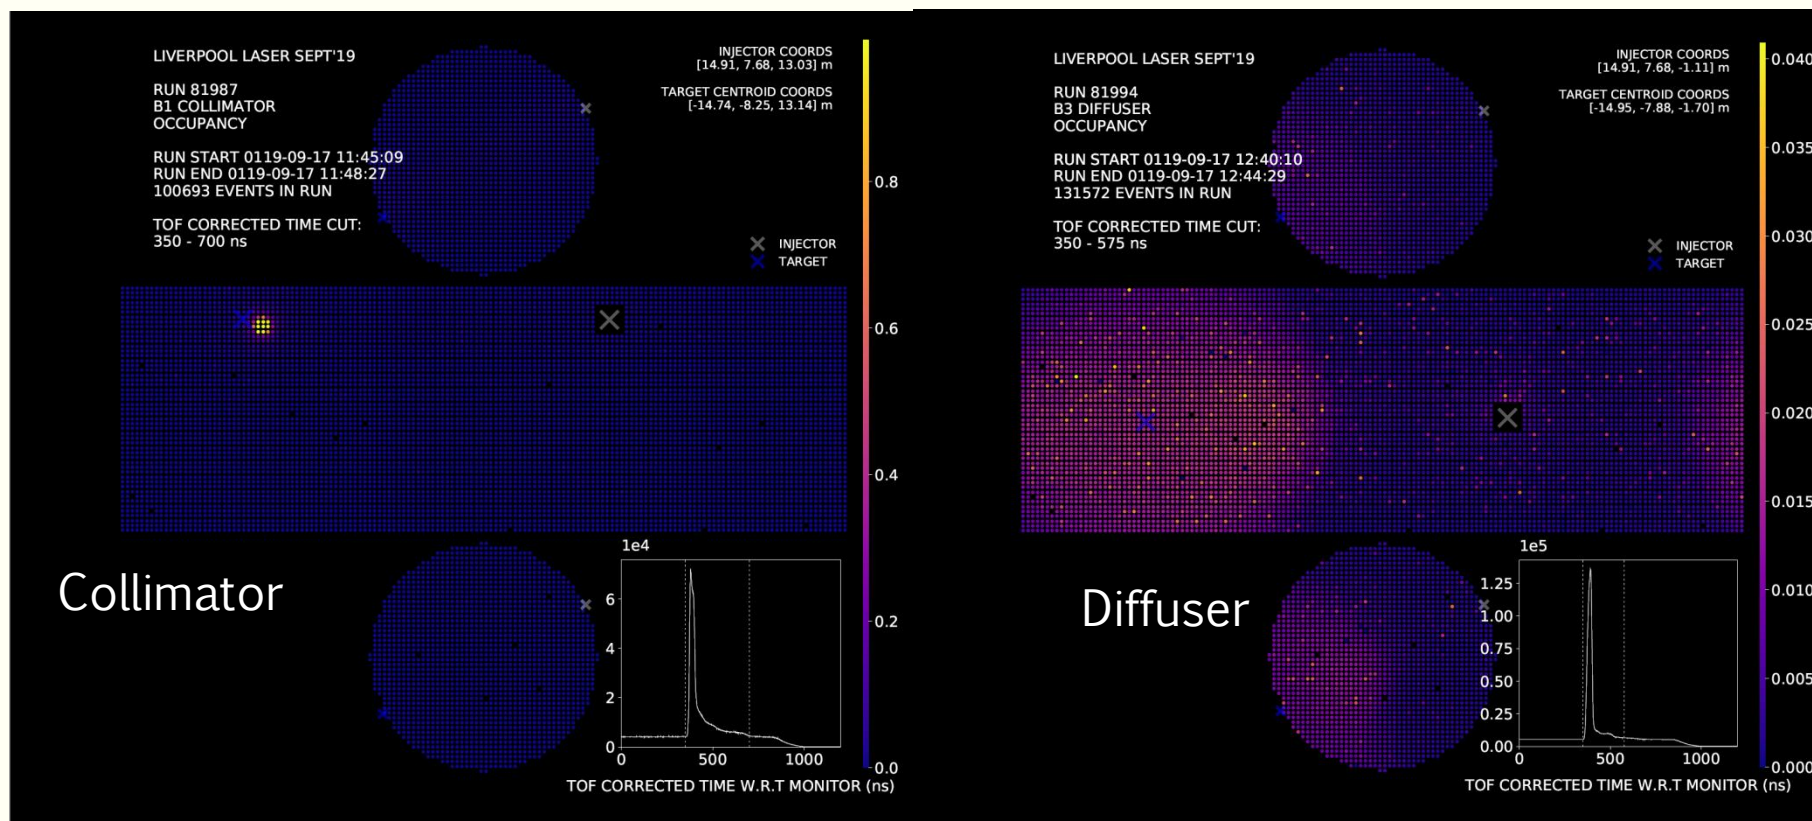 LIVERPOOL LASER SEPT'19
RUN 81987
B1 COLLIMATOR
OCCUPANCY
RUN START 0119-09-17 11:45:09
RUN END 0119-09-17 11:48:27
100693 EVENTS IN RUN
TOF CORRECTED TIME CUT:
350 - 700 ns
INJECTOR COORDS
[14.91, 7.68, 13.03] m
TARGET CENTROID COORDS
[-14.74, -8.25, 13.14] m
INJECTOR
TARGET
0.8
0.6
0.4
0.2
0.0
Collimator
1e4
6
4
2
0
0 500 1000
TOF CORRECTED TIME W.R.T MONITOR (ns)
LIVERPOOL LASER SEPT'19
RUN 81994
B3 DIFFUSER
OCCUPANCY
RUN START 0119-09-17 12:40:10
RUN END 0119-09-17 12:44:29
131572 EVENTS IN RUN
TOF CORRECTED TIME CUT:
350 - 575 ns
INJECTOR COORDS
[14.91, 7.68, -1.11] m
TARGET CENTROID COORDS
[-14.95, -7.88, -1.70] m
INJECTOR
TARGET
0.040
0.035
0.030
0.025
0.020
0.015
0.010
0.005
0.000
Diffuser
1e5
1.25
1.00
0.75
0.50
0.25
0.00
0 500 1000
TOF CORRECTED TIME W.R.T MONITOR (ns)